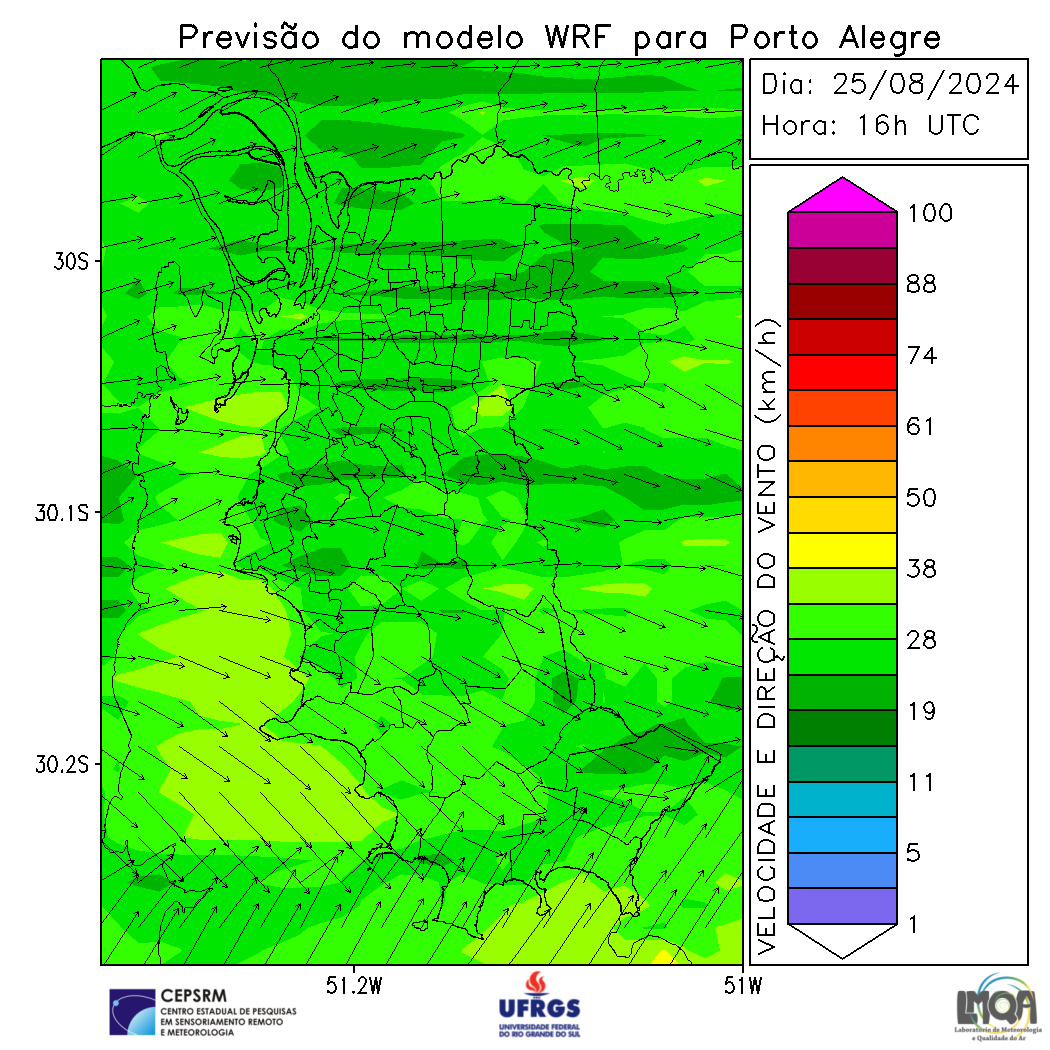 Previsão do modelo WRF para Porto Alegre
Dia: 25/08/2024
Hora: 16h UTC
VELOCIDADE E DIREÇÃO DO VENTO (km/h)
100
88
74
61
50
38
28
19
11
5
1
30S
30.1S
30.2S
51.2W
51W
CEPSRM
CENTRO ESTADUAL DE PESQUISAS
EM SENSORIAMENTO REMOTO
E METEOROLOGIA
UFRGS
UNIVERSIDADE FEDERAL
DO RIO GRANDE DO SUL
LMQA
Laboratório de Meteorologia
e Qualidade do Ar